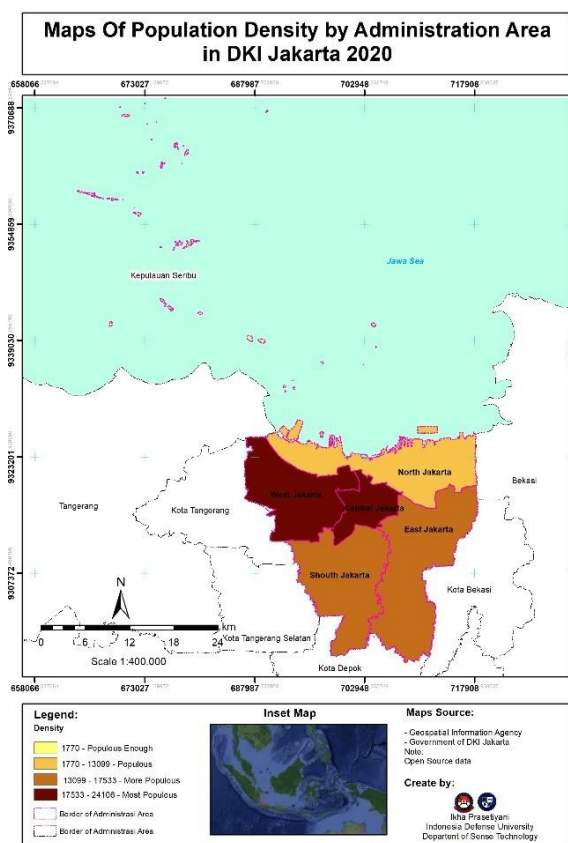 Maps Of Population Density by Administration Area
in DKI Jakarta 2020
658066 673027 687987 702948 717908
9370688
9354859
9339030
9323201
9307372
Kepulauan Seribu
Jawa Sea
North Jakarta
West Jakarta
Central Jakarta
East Jakarta
Shouth Jakarta
Tangerang
Kota Tangerang
Bekasi
Kota Bekasi
Kota Tangerang Selatan
Kota Depok
N
km
0 3 6 12 18 24
Scale 1:400.000
658066 673027 687987 702948 717908
Legend:
Density
1770 - Populous Enough
1770 - 13099 - Populous
13099 - 17533 - More Populous
17533 - 24106 - Most Populous
Border of Administrasi Area
Border of Administrasi Area
Inset Map
Maps Source:
- Geospatial Information Agency
- Government of DKI Jakarta
Note:
Open Source data
Create by:
Ikha Prasetiyani
Indonesia Defense University
Departent of Sense Technology